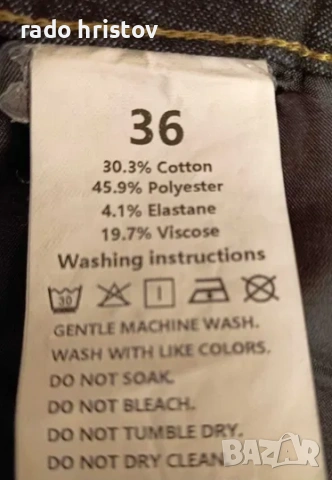 rado hristov
36
30.3% Cotton
45.9% Polyester
4.1% Elastane
19.7% Viscose
Washing instructions
30
GENTLE MACHINE WASH.
WASH WITH LIKE COLORS.
DO NOT SOAK.
DO NOT BLEACH.
DO NOT TUMBLE DRY.
DO NOT DRY CLEAN.
BAZAR